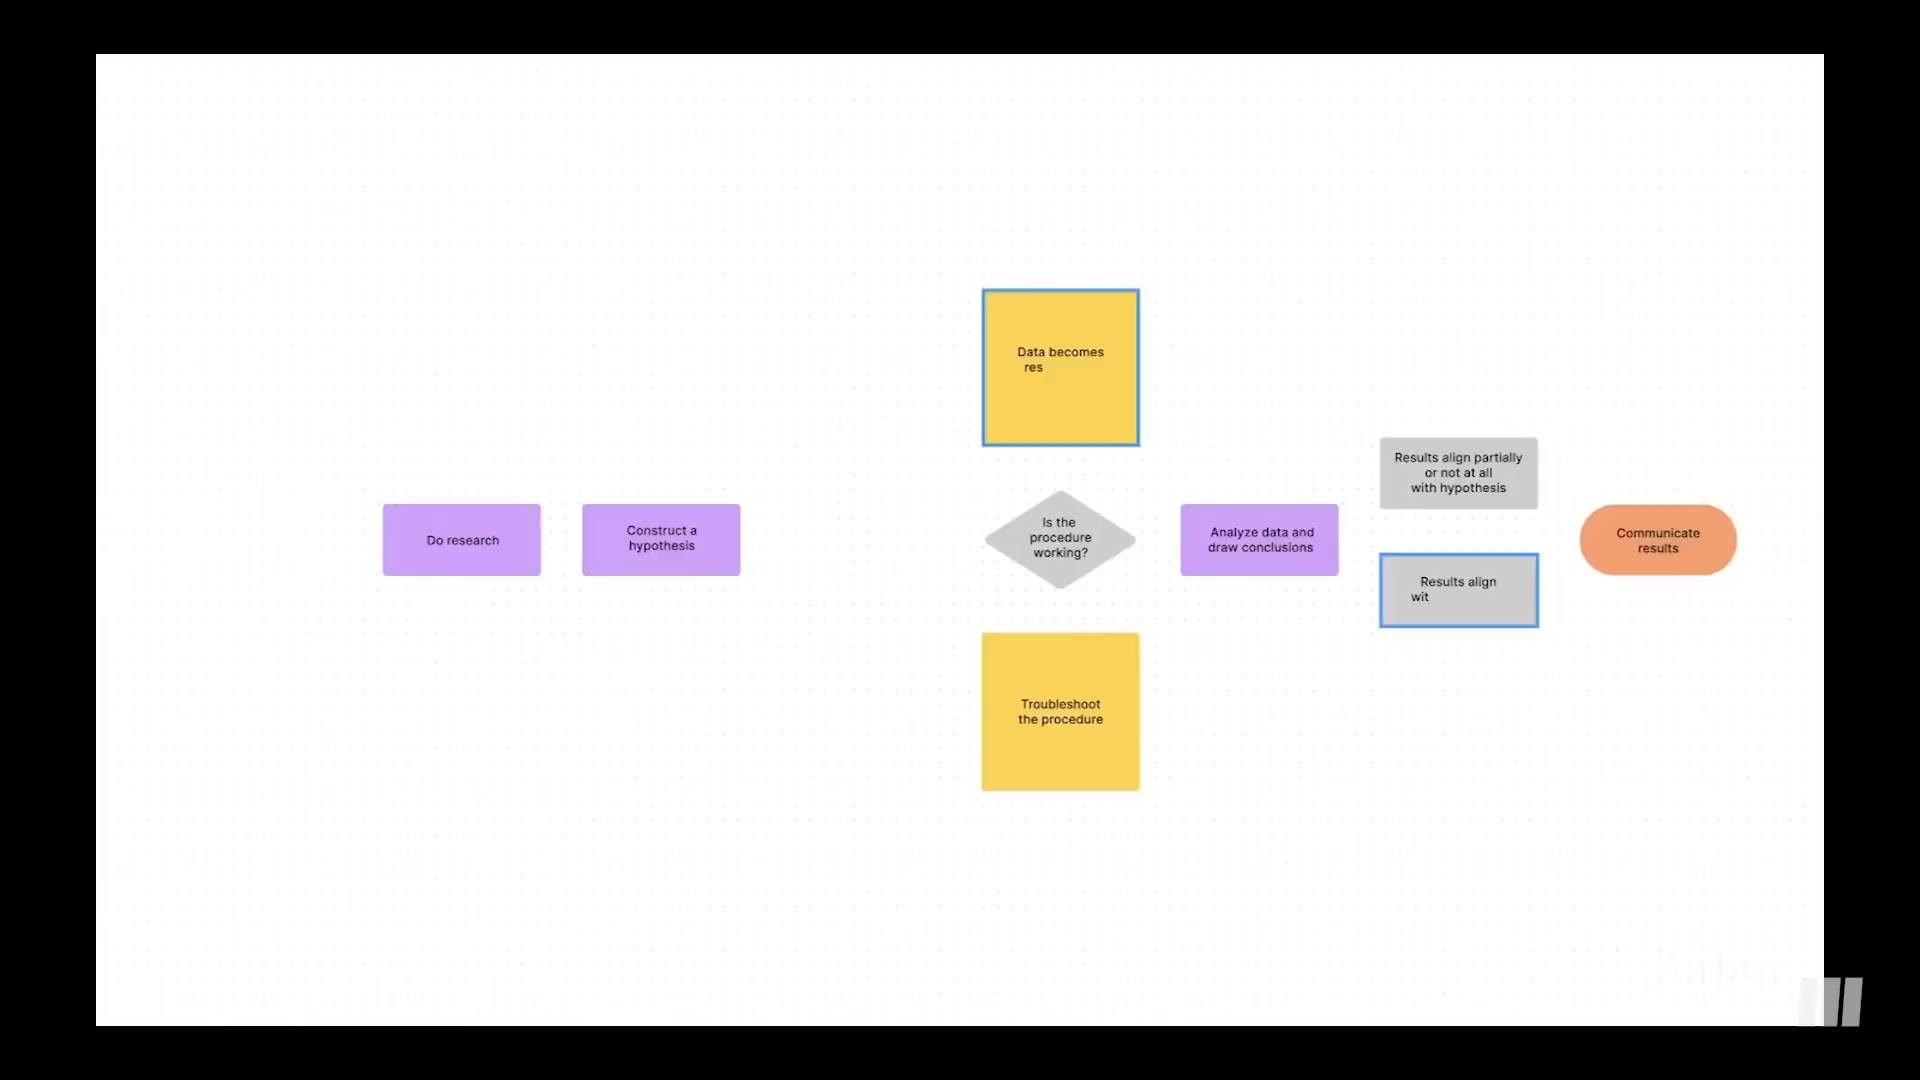 Data becomes
res
Do research
Construct a
hypothesis
Is the
procedure
working?
Troubleshoot
the procedure
Analyze data and
draw conclusions
Results align partially
or not at all
with hypothesis
Results align
wit
Communicate
results